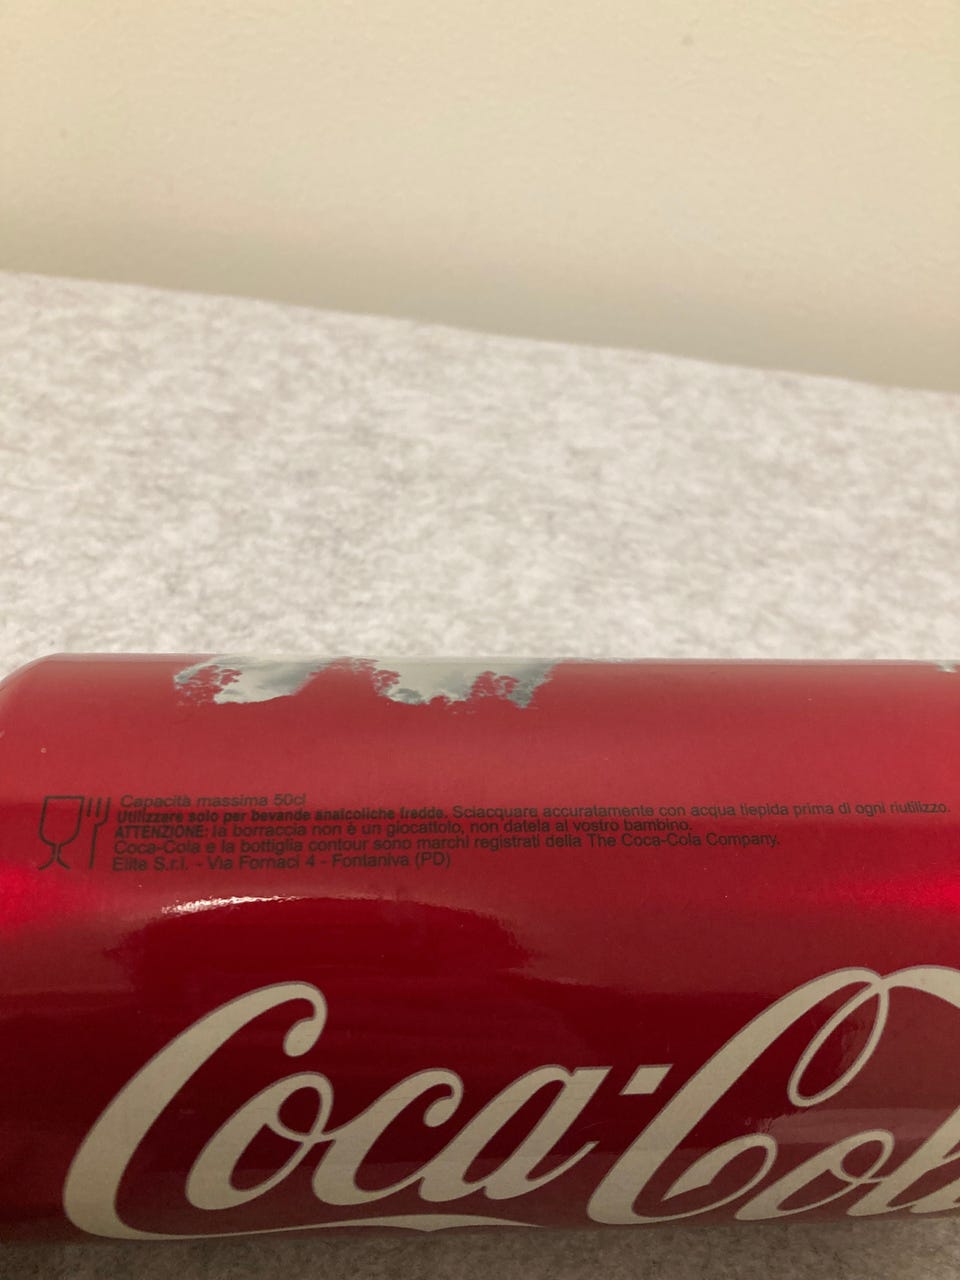 Capacità massima 50cl
Utilizzare solo per bevande analcoliche fredde. Sciacquare accuratamente con acqua tiepida prima di ogni riutilizzo.
ATTENZIONE: la borraccia non è un giocattolo, non datela al vostro bambino.
Coca-Cola e la bottiglia contour sono marchi registrati della The Coca-Cola Company.
Elite S.r.l. - Via Fornaci 4 - Fontaniva (PD)
Coca-Col